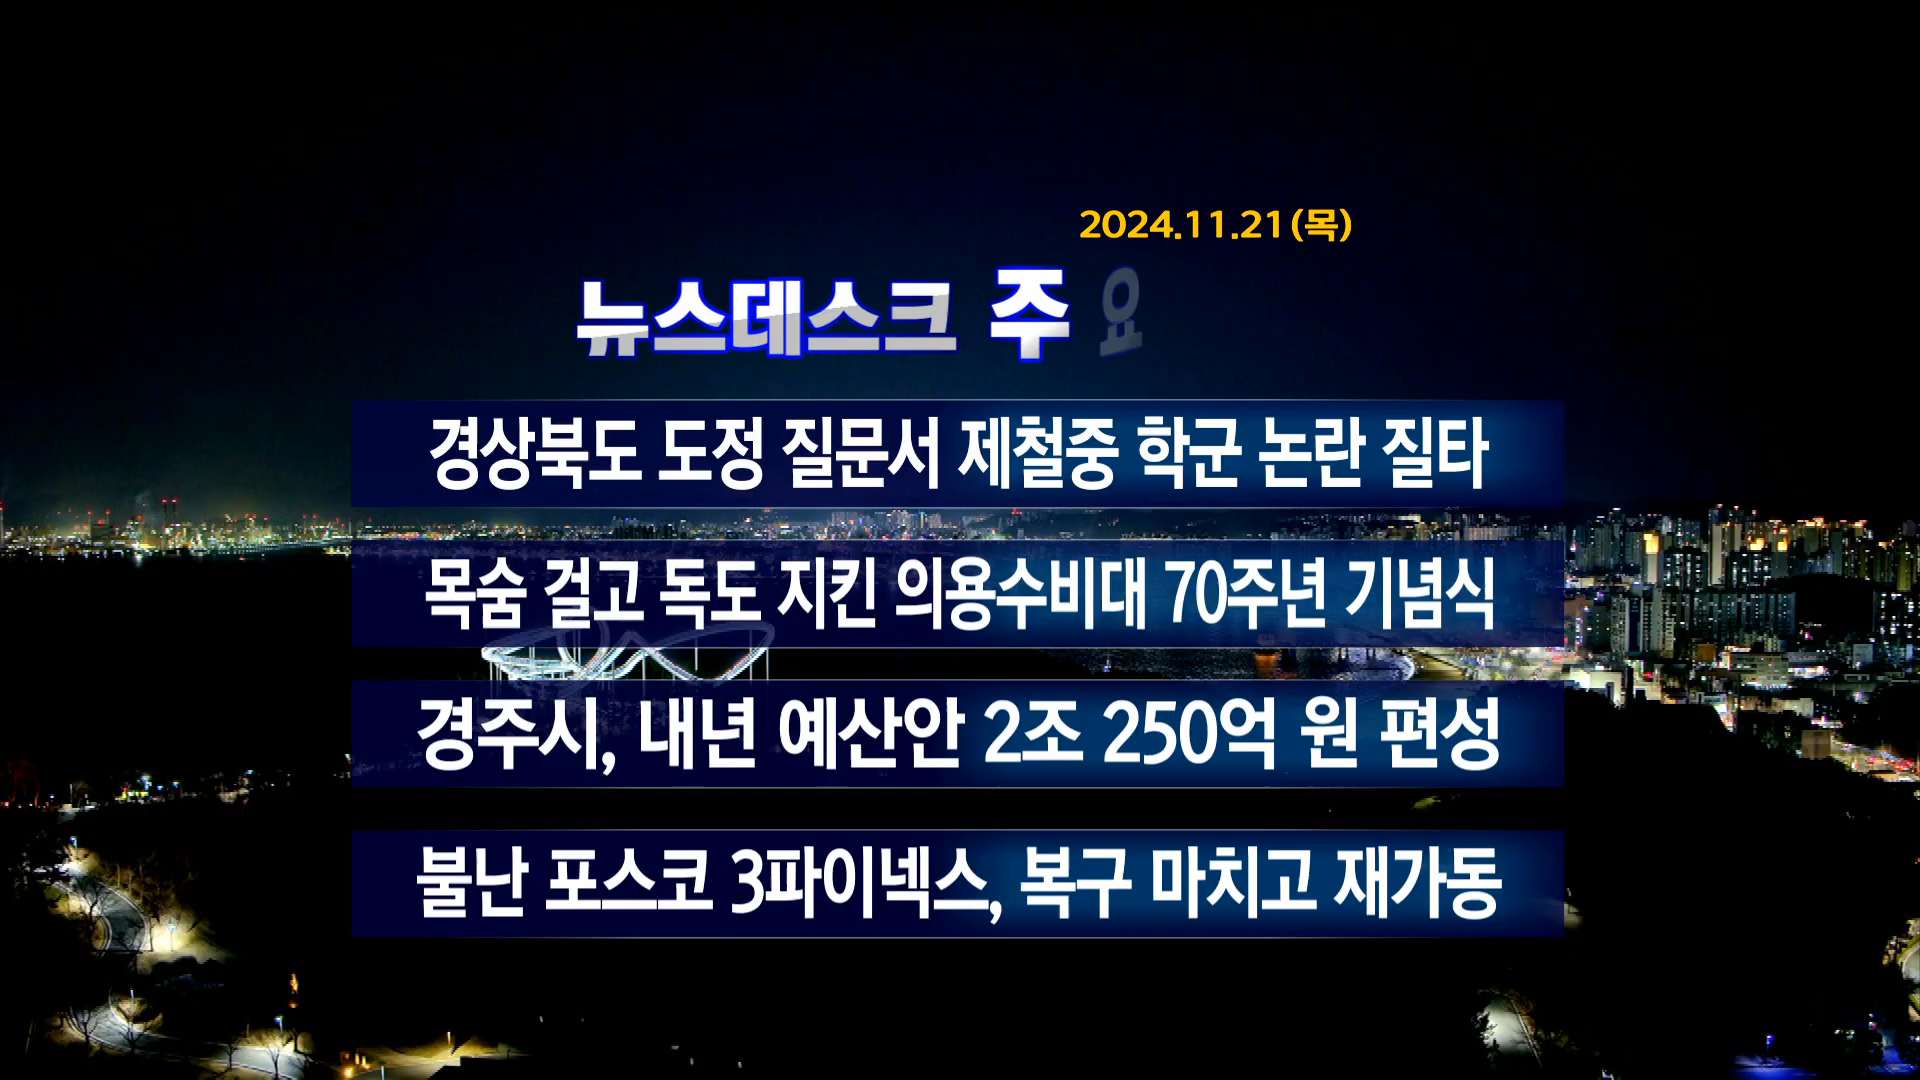 2024.11.21(목)
뉴스데스크 주요
경상북도 도정 질문서 제철중 학군 논란 질타
목숨 걸고 독도 지킨 의용수비대 70주년 기념식
경주시, 내년 예산안 2조 250억 원 편성
불난 포스코 3파이넥스, 복구 마치고 재가동